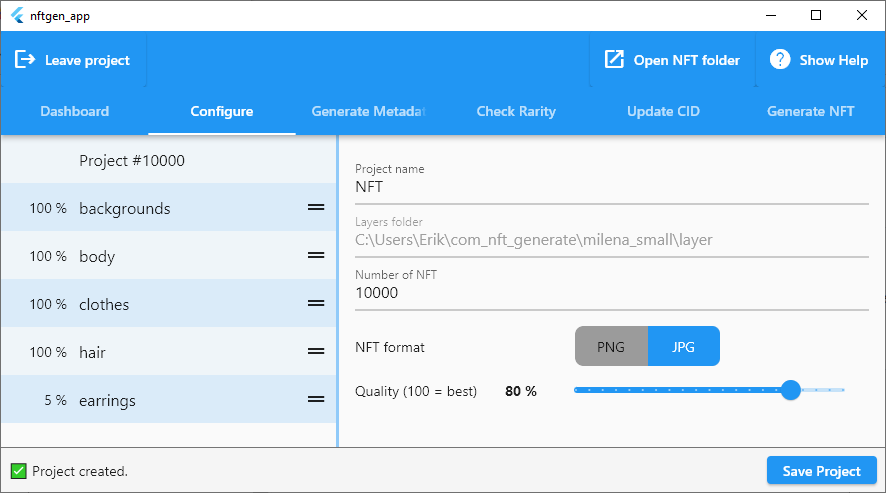 nftgen_app
Leave project
Open NFT folder
Show Help
Dashboard
Configure
Generate Metadat
Check Rarity
Update CID
Generate NFT
Project #10000
100 % backgrounds
100 % body
100 % clothes
100 % hair
5 % earrings
Project name
NFT
Layers folder
C:\Users\Erik\com_nft_generate\milena_small\layer
Number of NFT
10000
NFT format PNG JPG
Quality (100 = best) 80 %
Project created.
Save Project